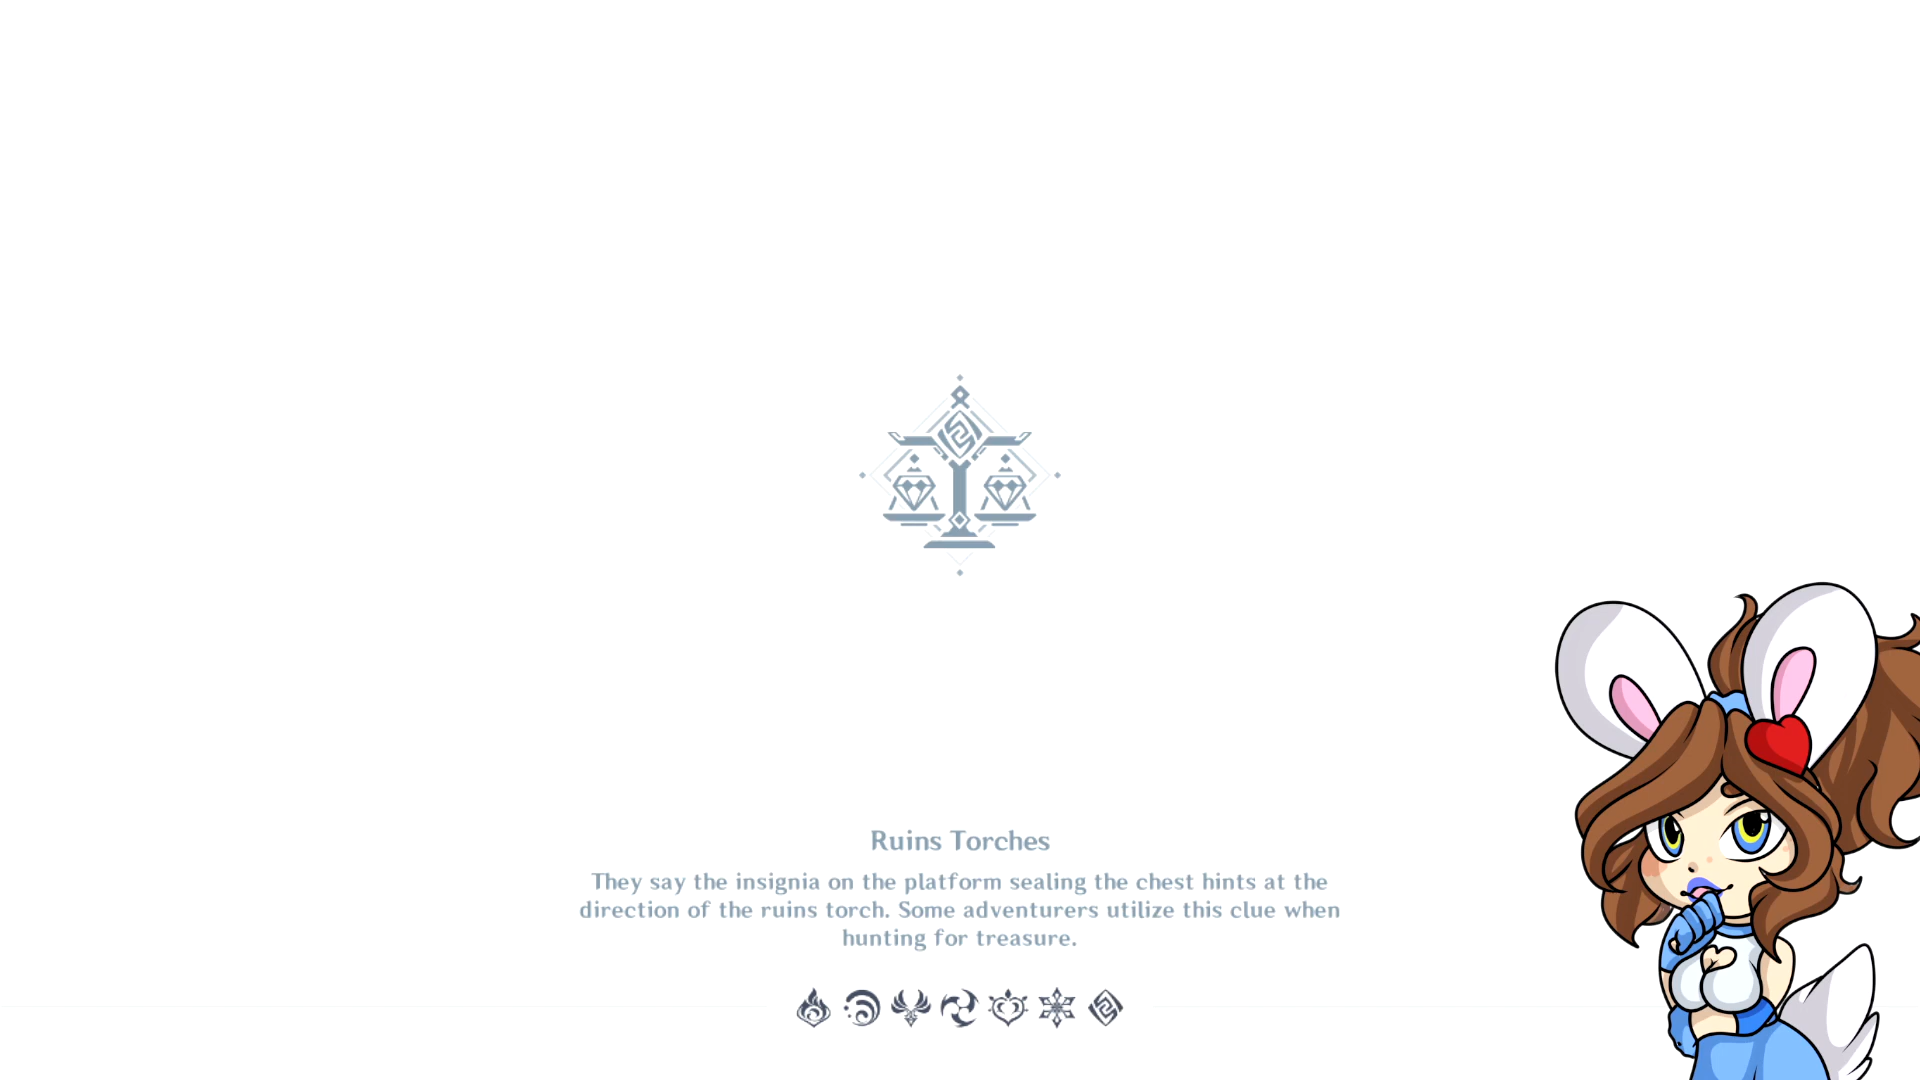 Ruins Torches
They say the insignia on the platform sealing the chest hints at the
direction of the ruins torch. Some adventurers utilize this clue when
hunting for treasure.